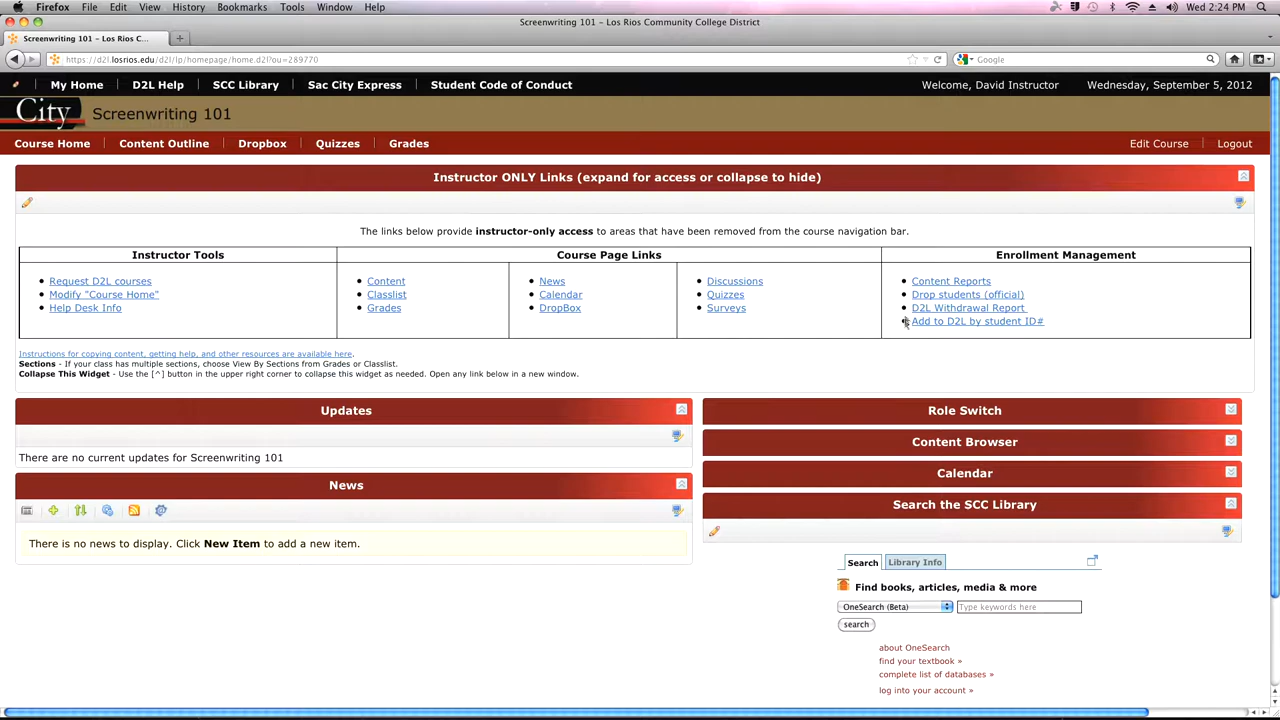 Firefox File Edit View History Bookmarks Tools Window Help Wed 2:24 PM
Screenwriting 101 – Los Rios Community College District
Screenwriting 101 – Los Rios C...
https://d2l.losrios.edu/d2l/lp/homepage/home.d2l?ou=289770 Google
My Home D2L Help SCC Library Sac City Express Student Code of Conduct Welcome, David Instructor Wednesday, September 5, 2012
City Screenwriting 101
Course Home Content Outline Dropbox Quizzes Grades Edit Course Logout
Instructor ONLY Links (expand for access or collapse to hide)
The links below provide instructor-only access to areas that have been removed from the course navigation bar.
Instructor Tools Course Page Links Enrollment Management
Request D2L courses Content News Discussions Content Reports
Modify "Course Home" Classlist Calendar Quizzes Drop students (official)
Help Desk Info Grades DropBox Surveys D2L Withdrawal Report
Add to D2L by student ID#
Instructions for copying content, getting help, and other resources are available here.
Sections - If your class has multiple sections, choose View By Sections from Grades or Classlist.
Collapse This Widget - Use the [^] button in the upper right corner to collapse this widget as needed. Open any link below in a new window.
Updates
There are no current updates for Screenwriting 101
News
There is no news to display. Click New Item to add a new item.
Role Switch
Content Browser
Calendar
Search the SCC Library
Search Library Info
Find books, articles, media & more
OneSearch (Beta) Type keywords here
search
about OneSearch
find your textbook »
complete list of databases »
log into your account »